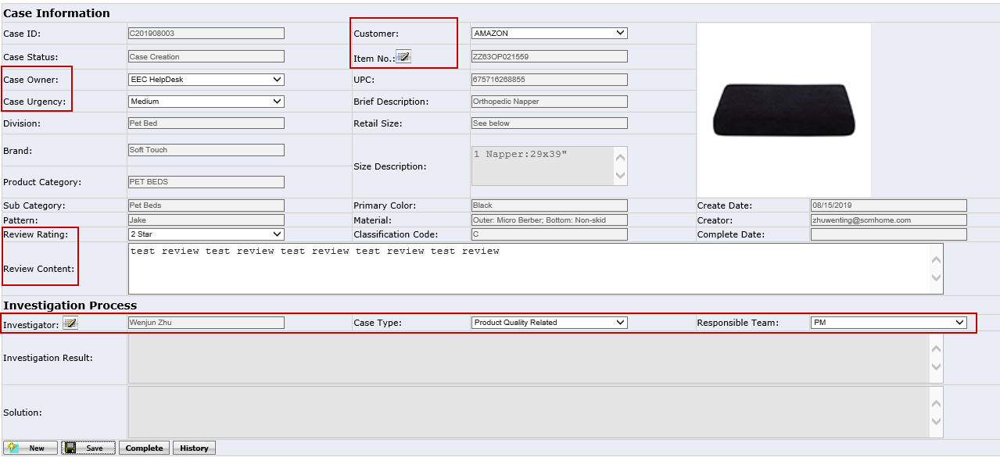 Case Information
Case ID: C201908003 Customer: AMAZON
Case Status: Case Creation Item No.: ZZ63OP021559
Case Owner: EEC HelpDesk UPC: 675716268855
Case Urgency: Medium Brief Description: Orthopedic Napper
Division: Pet Bed Retail Size: See below
Brand: Soft Touch Size Description: 1 Napper:29x39"
Product Category: PET BEDS
Sub Category: Pet Beds Primary Color: Black Create Date: 08/15/2019
Pattern: Jake Material: Outer: Micro Berber; Bottom: Non-skid Creator: zhuwenting@scmhome.com
Review Rating: 2 Star Classification Code: C Complete Date:
Review Content: test review test review test review test review test review
Investigation Process
Investigator: Wenjun Zhu Case Type: Product Quality Related Responsible Team: PM
Investigation Result:
Solution:
New Save Complete History